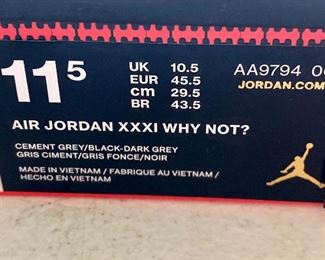 11⁵
UK 10.5
EUR 45.5
cm 29.5
BR 43.5
AA9794
JORDAN.COM
AIR JORDAN XXXI WHY NOT?
CEMENT GREY/BLACK-DARK GREY
GRIS CIMENT/GRIS FONCE/NOIR
MADE IN VIETNAM / FABRIQUE AU VIETNAM /
HECHO EN VIETNAM